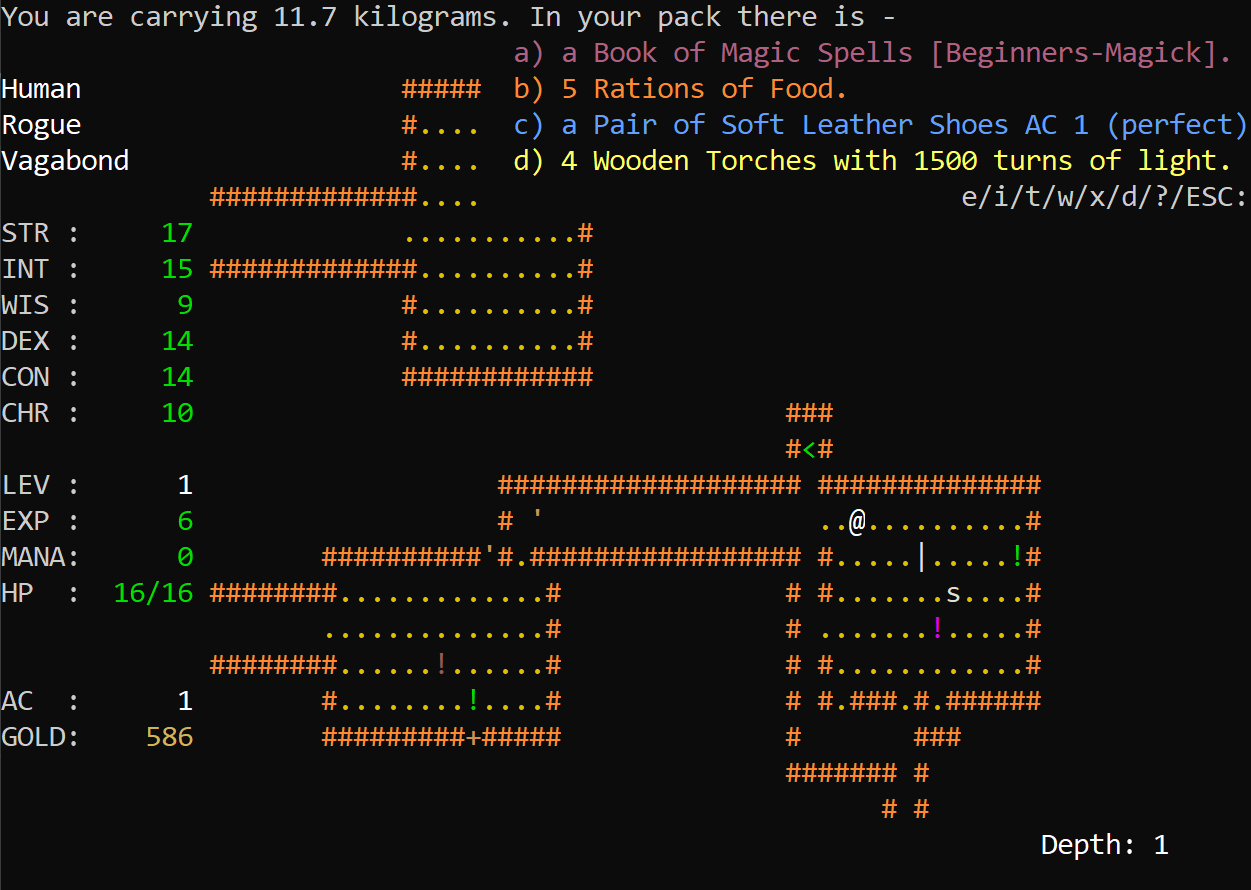 You are carrying 11.7 kilograms. In your pack there is -
a) a Book of Magic Spells [Beginners-Magick].
Human ##### b) 5 Rations of Food.
Rogue #.... c) a Pair of Soft Leather Shoes AC 1 (perfect)
Vagabond #.... d) 4 Wooden Torches with 1500 turns of light.
#############.... e/i/t/w/x/d/?/ESC:
STR : 17 ...........#
INT : 15 #############..........#
WIS : 9 #..........#
DEX : 14 #..........#
CON : 14 ############
CHR : 10 ###
#<#
LEV : 1 ################### ##############
EXP : 6 # ' ..@..........#
MANA: 0 ##########'#.################# #.....|.....!#
HP : 16/16 ########.............# # #.......s....#
..............# # .......!.....#
########......!......# # #............#
AC : 1 #........!....# # #.###.#.######
GOLD: 586 #########+##### # ###
####### #
# #
Depth: 1